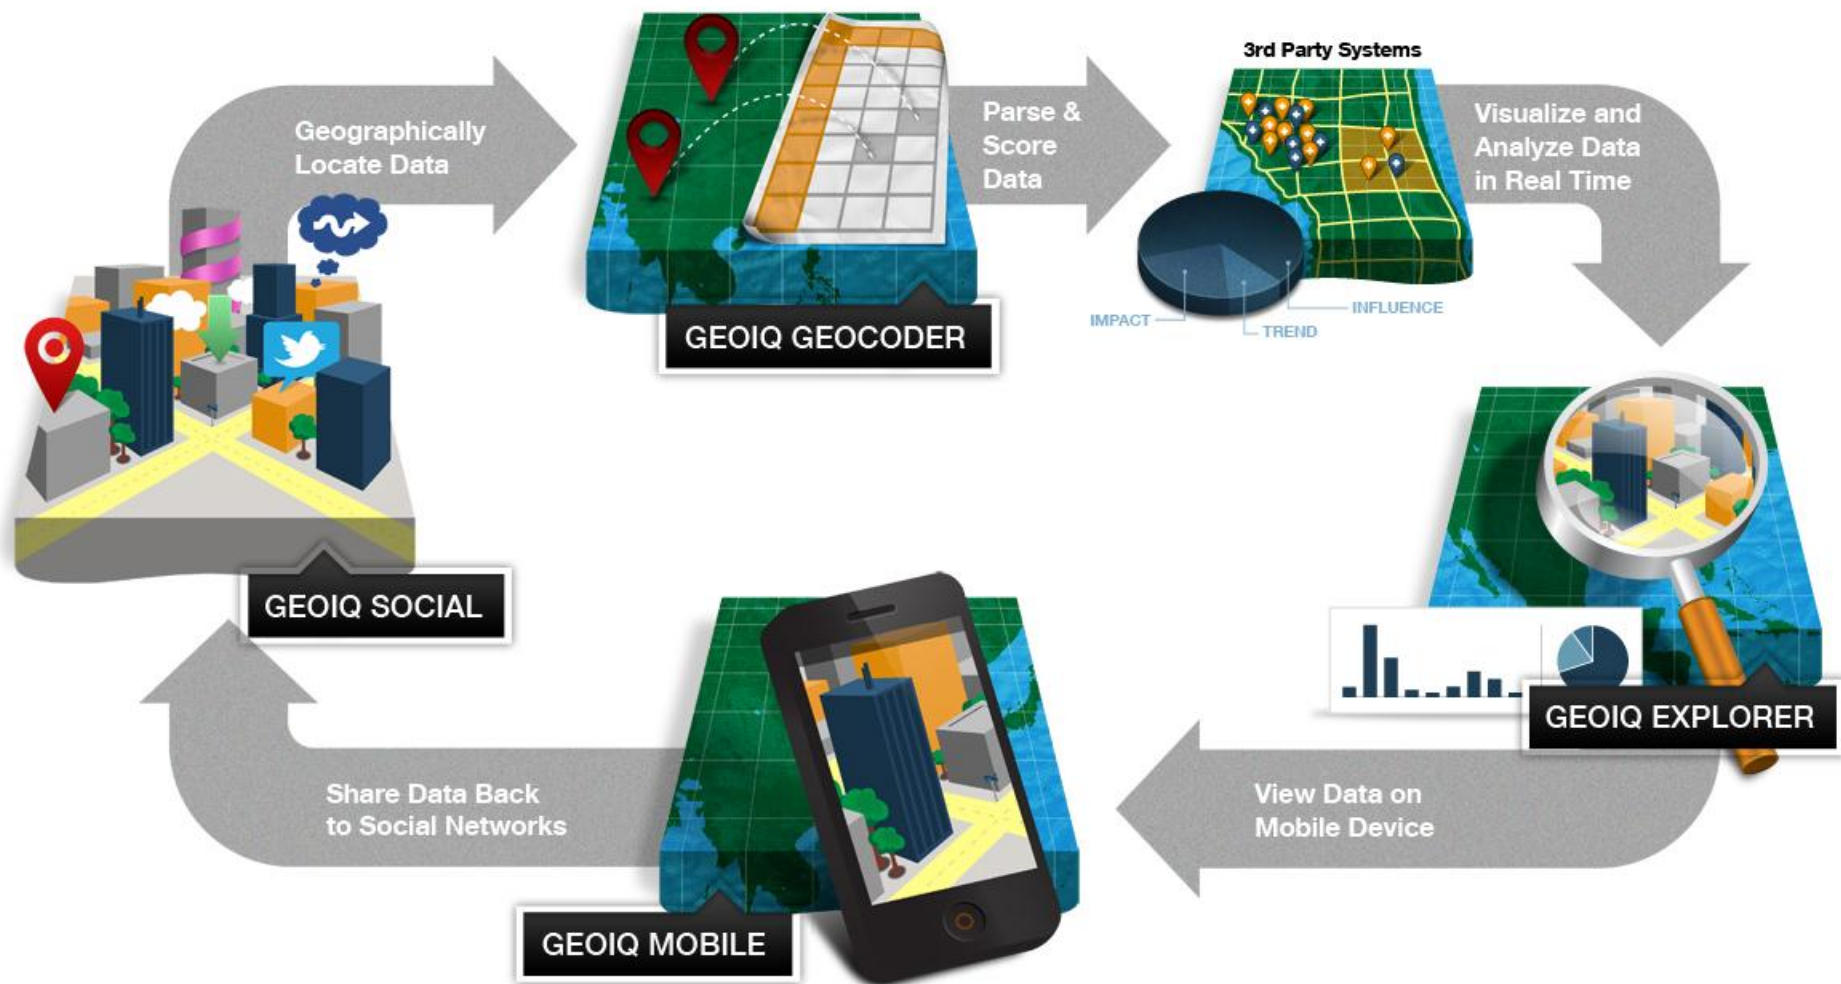 Geographically
Locate Data
GEOIQ GEOCODER
Parse &
Score
Data
3rd Party Systems
IMPACT
TREND
INFLUENCE
Visualize and
Analyze Data
in Real Time
GEOIQ EXPLORER
View Data on
Mobile Device
GEOIQ MOBILE
Share Data Back
to Social Networks
GEOIQ SOCIAL